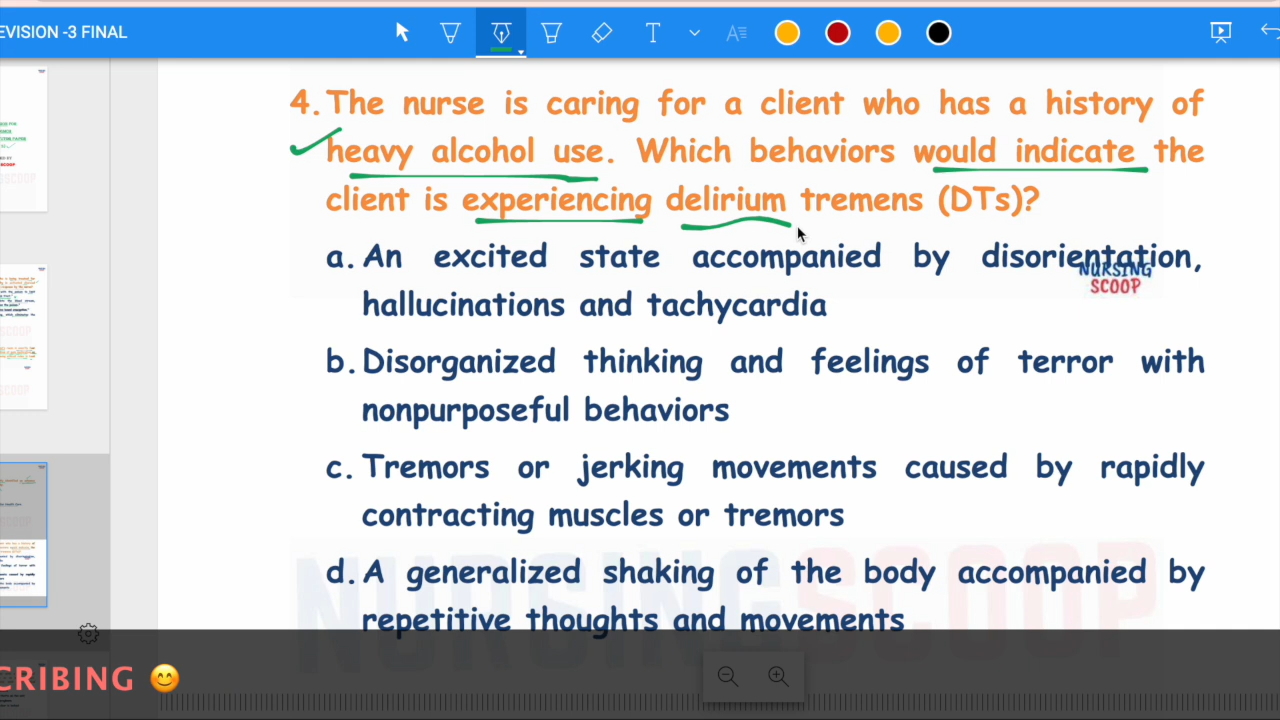 EVISION -3 FINAL
4. The nurse is caring for a client who has a history of
heavy alcohol use. Which behaviors would indicate the
client is experiencing delirium tremens (DTs)?
a. An excited state accompanied by disorientation,
hallucinations and tachycardia
NURSING
SCOOP
b. Disorganized thinking and feelings of terror with
nonpurposeful behaviors
c. Tremors or jerking movements caused by rapidly
contracting muscles or tremors
d. A generalized shaking of the body accompanied by
repetitive thoughts and movements
NURSING SCOOP
CRIBING 😊